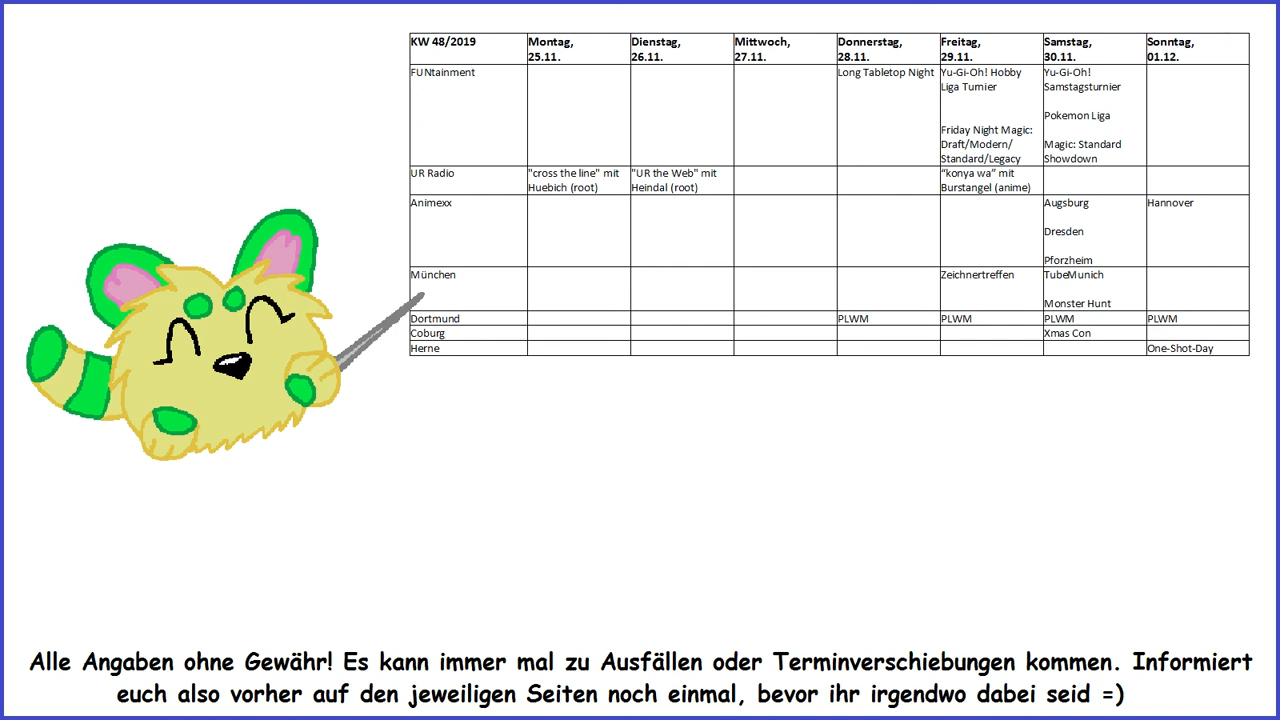 KW 48/2019 Montag, 25.11. Dienstag, 26.11. Mittwoch, 27.11. Donnerstag, 28.11. Freitag, 29.11. Samstag, 30.11. Sonntag, 01.12.
FUNtainment
Long Tabletop Night
Yu-Gi-Oh! Hobby
Liga Turnier
Friday Night Magic:
Draft/Modern/
Standard/Legacy
Yu-Gi-Oh!
Samstagsturnier
Pokemon Liga
Magic: Standard
Showdown
UR Radio
"cross the line" mit
Huebich (root)
"UR the Web" mit
Heindal (root)
"konya wa" mit
Burstangel (anime)
Animexx
Augsburg
Dresden
Pforzheim
Hannover
München
Zeichnertreffen
TubeMunich
Monster Hunt
Dortmund PLWM PLWM PLWM PLWM
Coburg Xmas Con
Herne One-Shot-Day
Alle Angaben ohne Gewähr! Es kann immer mal zu Ausfällen oder Terminverschiebungen kommen. Informiert
euch also vorher auf den jeweiligen Seiten noch einmal, bevor ihr irgendwo dabei seid =)